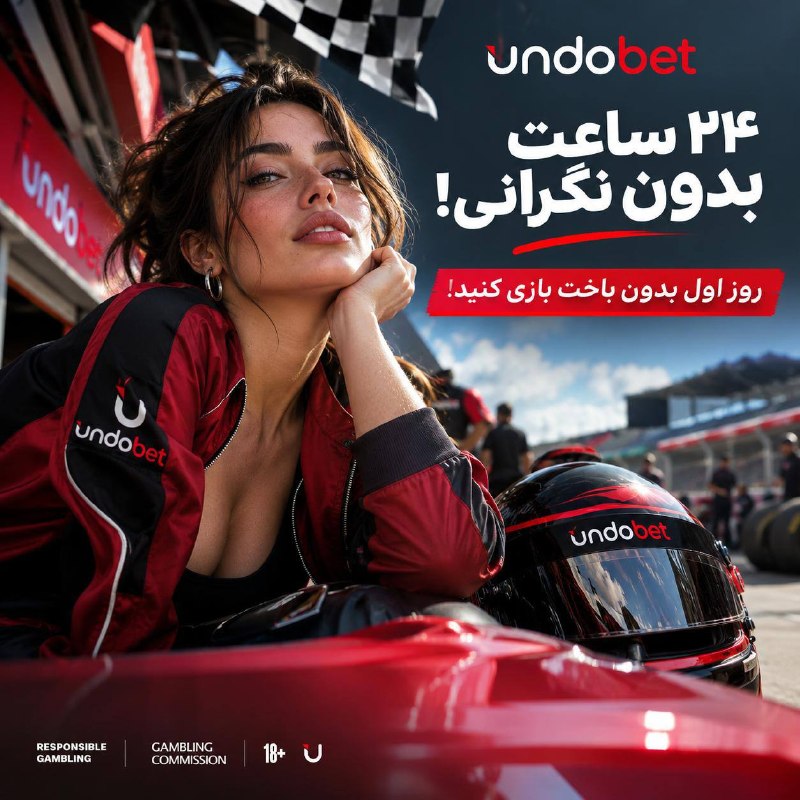 undobet
۲۴ ساعت
بدون نگرانی!
روز اول بدون باخت بازی کنید!
undobet
undobet
undobet
RESPONSIBLE
GAMBLING
GAMBLING
COMMISSION
18+